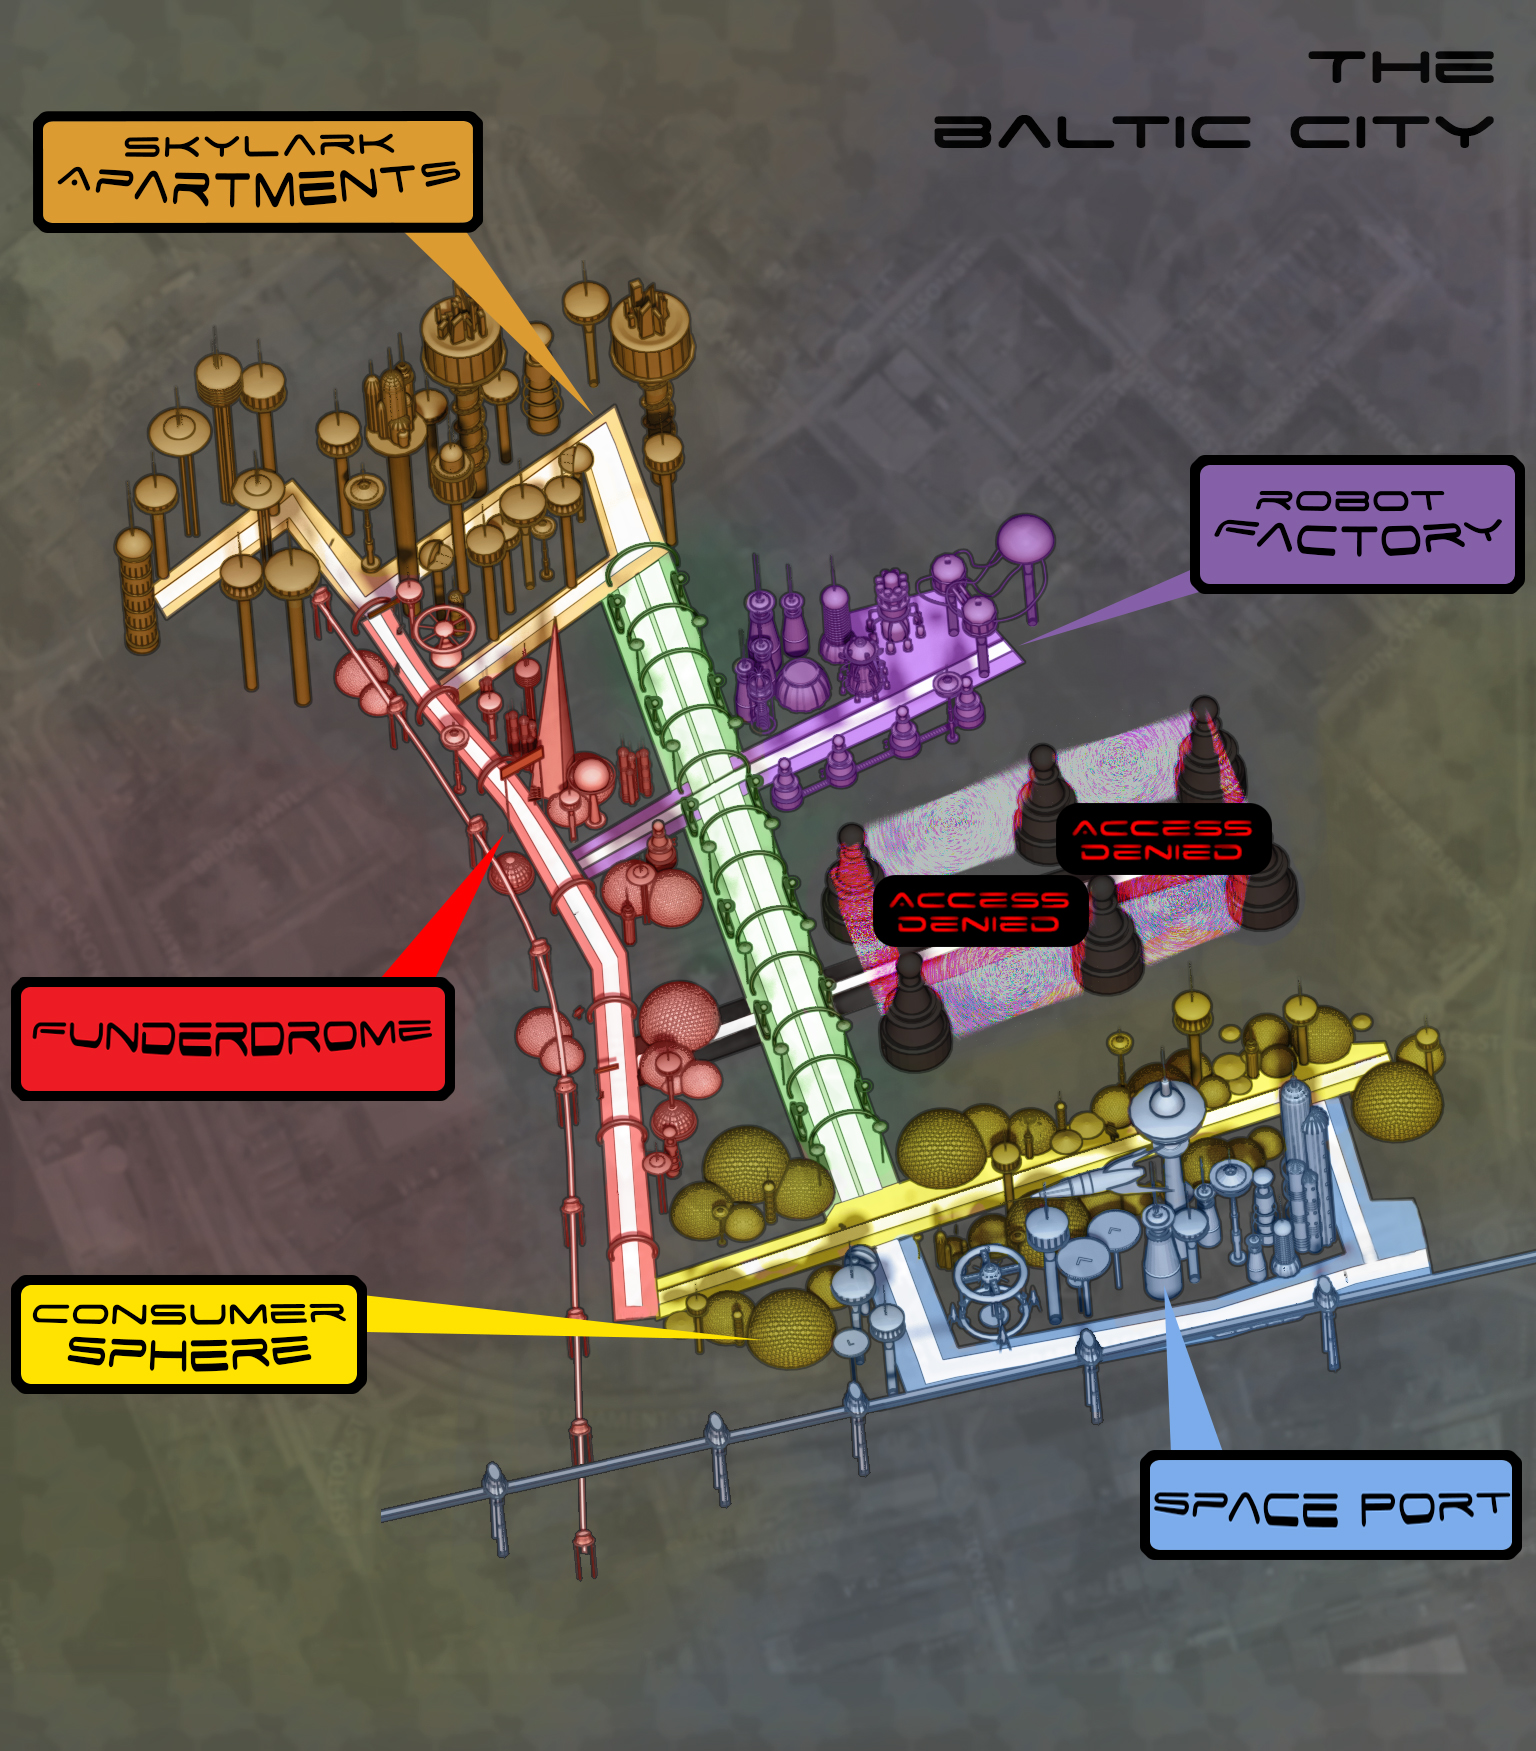 THE
BALTIC CITY
SKYLARK
APARTMENTS
ROBOT
FACTORY
ACCESS
DENIED
ACCESS
DENIED
FUNDERDROME
CONSUMER
SPHERE
SPACE PORT